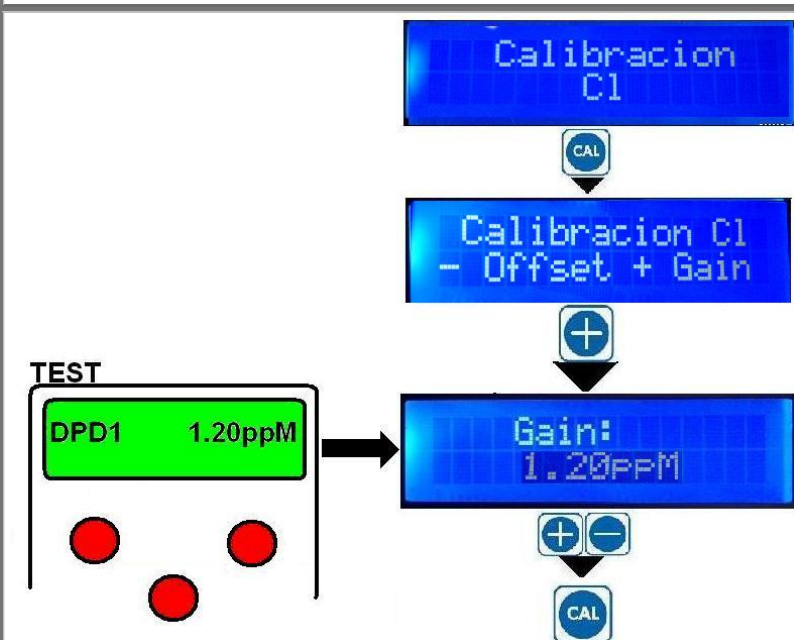 Calibracion
Cl
CAL
Calibracion Cl
- Offset + Gain
+
TEST
DPD1 1.20ppM
Gain:
1.20ppM
+ -
CAL